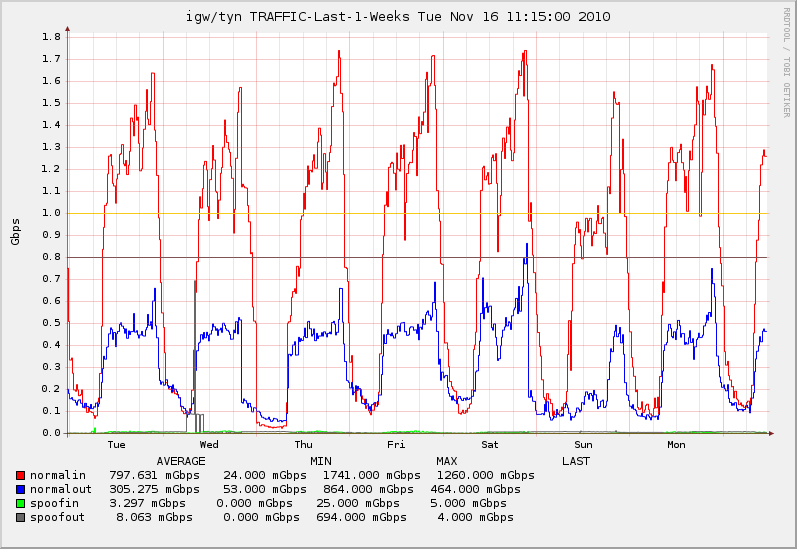 igw/tyn TRAFFIC-Last-1-Weeks Tue Nov 16 11:15:00 2010
RRDTOOL / TOBI OETIKER
Gbps
1.8
1.7
1.6
1.5
1.4
1.3
1.2
1.1
1.0
0.9
0.8
0.7
0.6
0.5
0.4
0.3
0.2
0.1
0.0
Tue Wed Thu Fri Sat Sun Mon
AVERAGE MIN MAX LAST
normalin 797.631 mGbps 24.000 mGbps 1741.000 mGbps 1260.000 mGbps
normalout 305.275 mGbps 53.000 mGbps 864.000 mGbps 464.000 mGbps
spoofin 3.297 mGbps 0.000 mGbps 25.000 mGbps 5.000 mGbps
spoofout 8.063 mGbps 0.000 mGbps 694.000 mGbps 4.000 mGbps